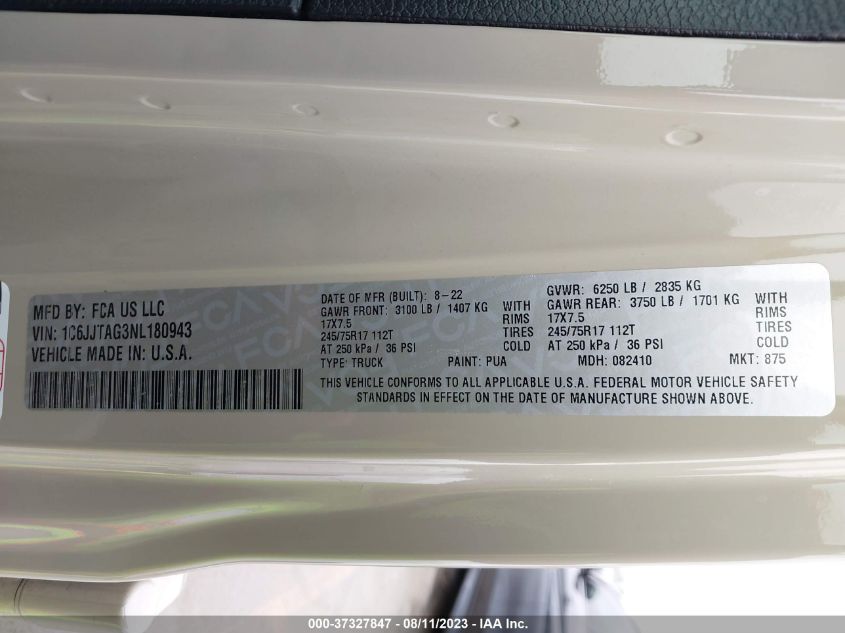 MFD BY: FCA US LLC
VIN: 1C6JJTAG3NL180943
VEHICLE MADE IN: U.S.A.
DATE OF MFR (BUILT): 8-22
GAWR FRONT: 3100 LB / 1407 KG WITH
17X7.5 RIMS
245/75R17 112T TIRES
AT 250 kPa / 36 PSI COLD
TYPE: TRUCK PAINT: PUA
GVWR: 6250 LB / 2835 KG
GAWR REAR: 3750 LB / 1701 KG WITH
17X7.5 RIMS
245/75R17 112T TIRES
AT 250 kPa / 36 PSI COLD
MDH: 082410 MKT: 875
THIS VEHICLE CONFORMS TO ALL APPLICABLE U.S.A. FEDERAL MOTOR VEHICLE SAFETY
STANDARDS IN EFFECT ON THE DATE OF MANUFACTURE SHOWN ABOVE.
000-37327847 - 08/11/2023 - IAA Inc.